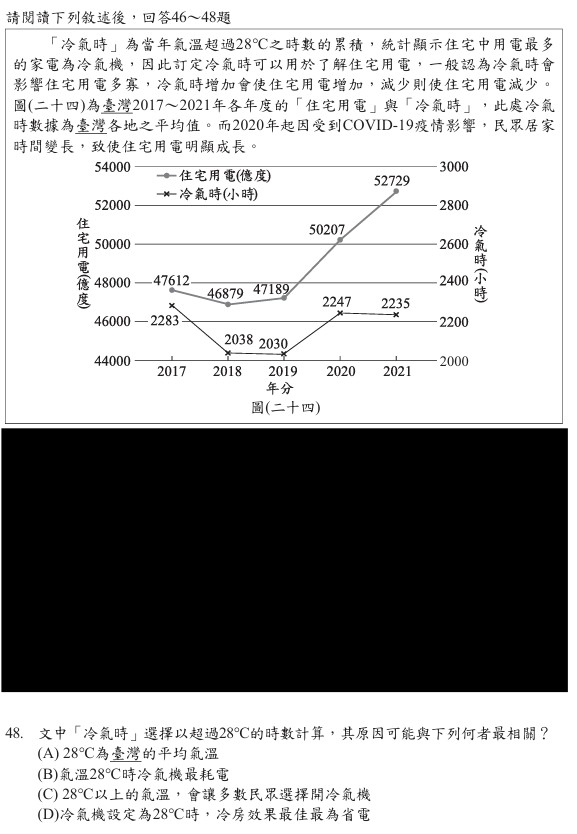 請閱讀下列敘述後，回答46～48題
「冷氣時」為當年氣溫超過28℃之時數的累積，統計顯示住宅中用電最多
的家電為冷氣機，因此訂定冷氣時可以用於了解住宅用電，一般認為冷氣時會
影響住宅用電多寡，冷氣時增加會使住宅用電增加，減少則使住宅用電減少。
圖(二十四)為臺灣2017～2021年各年度的「住宅用電」與「冷氣時」，此處冷氣
時數據為臺灣各地之平均值。而2020年起因受到COVID-19疫情影響，民眾居家
時間變長，致使住宅用電明顯成長。
住宅用電(億度)
冷氣時(小時)
住宅用電(億度)
54000
52000
50000
48000
46000
44000
47612
46879
47189
50207
52729
2283
2038
2030
2247
2235
3000
2800
2600
2400
2200
2000
冷氣時(小時)
2017 2018 2019 2020 2021
年分
圖(二十四)
48. 文中「冷氣時」選擇以超過28℃的時數計算，其原因可能與下列何者最相關？
(A) 28℃為臺灣的平均氣溫
(B)氣溫28℃時冷氣機最耗電
(C) 28℃以上的氣溫，會讓多數民眾選擇開冷氣機
(D)冷氣機設定為28℃時，冷房效果最佳最為省電